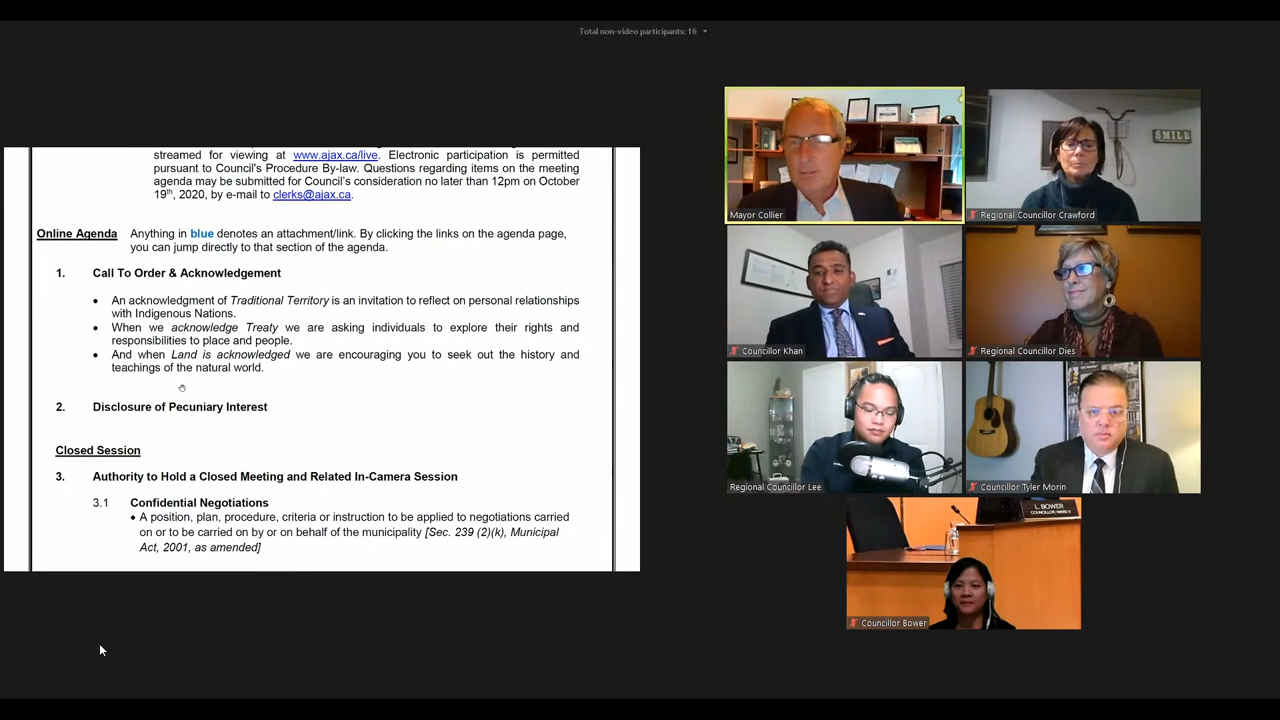 Total non-video participants: 16
streamed for viewing at www.ajax.ca/live. Electronic participation is permitted
pursuant to Council's Procedure By-law. Questions regarding items on the meeting
agenda may be submitted for Council's consideration no later than 12pm on October
19th, 2020, by e-mail to clerks@ajax.ca.
Online Agenda Anything in blue denotes an attachment/link. By clicking the links on the agenda page,
you can jump directly to that section of the agenda.
1. Call To Order & Acknowledgement
• An acknowledgment of Traditional Territory is an invitation to reflect on personal relationships
with Indigenous Nations.
• When we acknowledge Treaty we are asking individuals to explore their rights and
responsibilities to place and people.
• And when Land is acknowledged we are encouraging you to seek out the history and
teachings of the natural world.
2. Disclosure of Pecuniary Interest
Closed Session
3. Authority to Hold a Closed Meeting and Related In-Camera Session
3.1 Confidential Negotiations
• A position, plan, procedure, criteria or instruction to be applied to negotiations carried
on or to be carried on by or on behalf of the municipality [Sec. 239 (2)(k), Municipal
Act, 2001, as amended]
Mayor Collier
SMILE
Regional Councillor Crawford
Councillor Khan
Regional Councillor Dies
Regional Councillor Lee
Councillor Tyler Morin
L. BOWER
COUNCILLOR, WARD 3
Councillor Bower